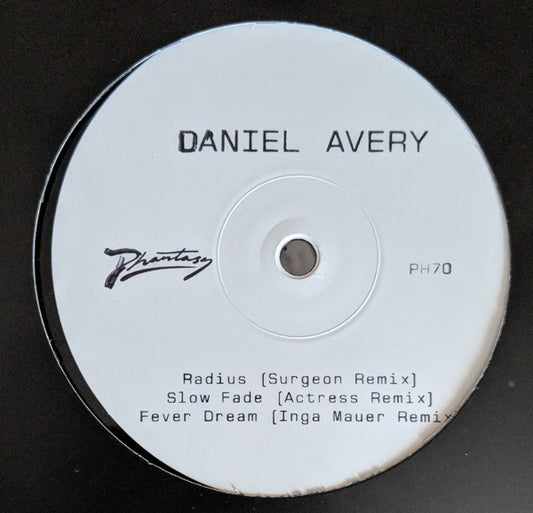 DANIEL AVERY
Phantasy
PH70
Radius [Surgeon Remix]
Slow Fade [Actress Remix]
Fever Dream [Inga Mauer Remix